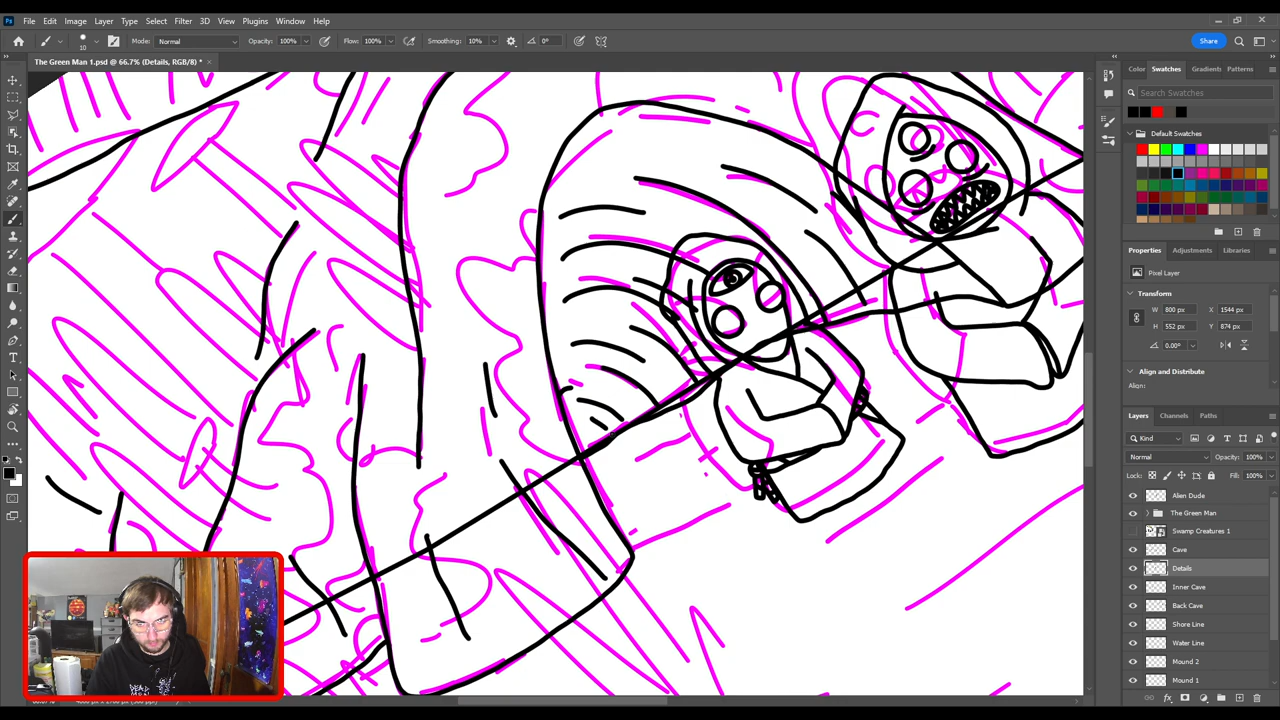 File Edit Image Layer Type Select Filter 3D View Plugins Window Help
10 Mode: Normal Opacity: 100% Flow: 100% Smoothing: 10% 0° Share
The Green Man 1.psd @ 66.7% (Details, RGB/8) *
Color Swatches Gradients Patterns
Search Swatches
Default Swatches
Properties Adjustments Libraries
Pixel Layer
Transform
W 800 px X 1544 px
H 552 px Y 874 px
0.00°
Align and Distribute
Align:
Layers Channels Paths
Kind
Normal Opacity: 100%
Lock: Fill: 100%
Alien Dude
The Green Man
Swamp Creatures 1
Cave
Details
Inner Cave
Back Cave
Shore Line
Water Line
Mound 2
Mound 1